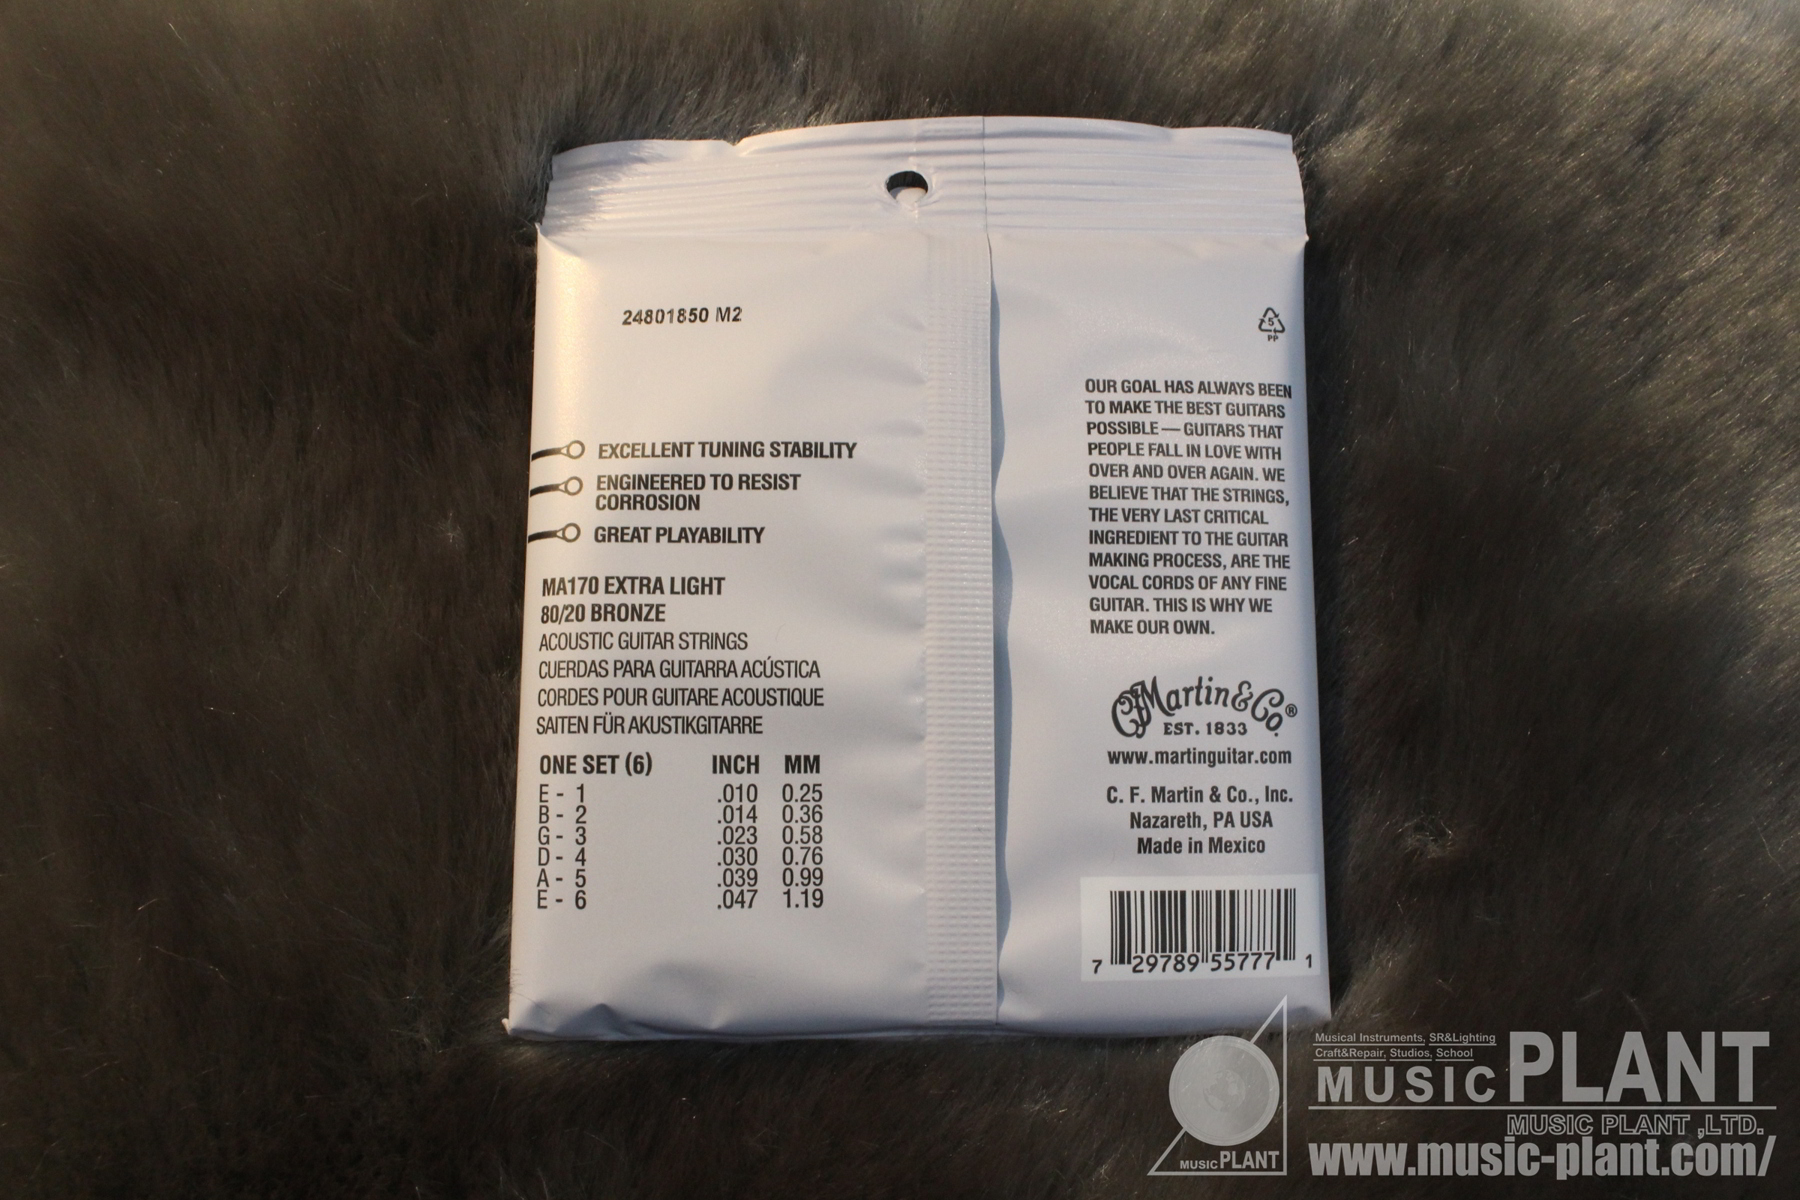 24801850 M2
EXCELLENT TUNING STABILITY
ENGINEERED TO RESIST
CORROSION
GREAT PLAYABILITY
MA170 EXTRA LIGHT
80/20 BRONZE
ACOUSTIC GUITAR STRINGS
CUERDAS PARA GUITARRA ACÚSTICA
CORDES POUR GUITARE ACOUSTIQUE
SAITEN FÜR AKUSTIKGITARRE
ONE SET (6) INCH MM
E - 1 .010 0.25
B - 2 .014 0.36
G - 3 .023 0.58
D - 4 .030 0.76
A - 5 .039 0.99
E - 6 .047 1.19
5
PP
OUR GOAL HAS ALWAYS BEEN
TO MAKE THE BEST GUITARS
POSSIBLE — GUITARS THAT
PEOPLE FALL IN LOVE WITH
OVER AND OVER AGAIN. WE
BELIEVE THAT THE STRINGS,
THE VERY LAST CRITICAL
INGREDIENT TO THE GUITAR
MAKING PROCESS, ARE THE
VOCAL CORDS OF ANY FINE
GUITAR. THIS IS WHY WE
MAKE OUR OWN.
CF Martin & Co.®
EST. 1833
www.martinguitar.com
C. F. Martin & Co., Inc.
Nazareth, PA USA
Made in Mexico
7 29789 55777 1
Musical Instruments, SR&Lighting
Craft&Repair, Studios, School
MUSIC PLANT
MUSIC PLANT ,LTD.
www.music-plant.com/
MUSIC PLANT